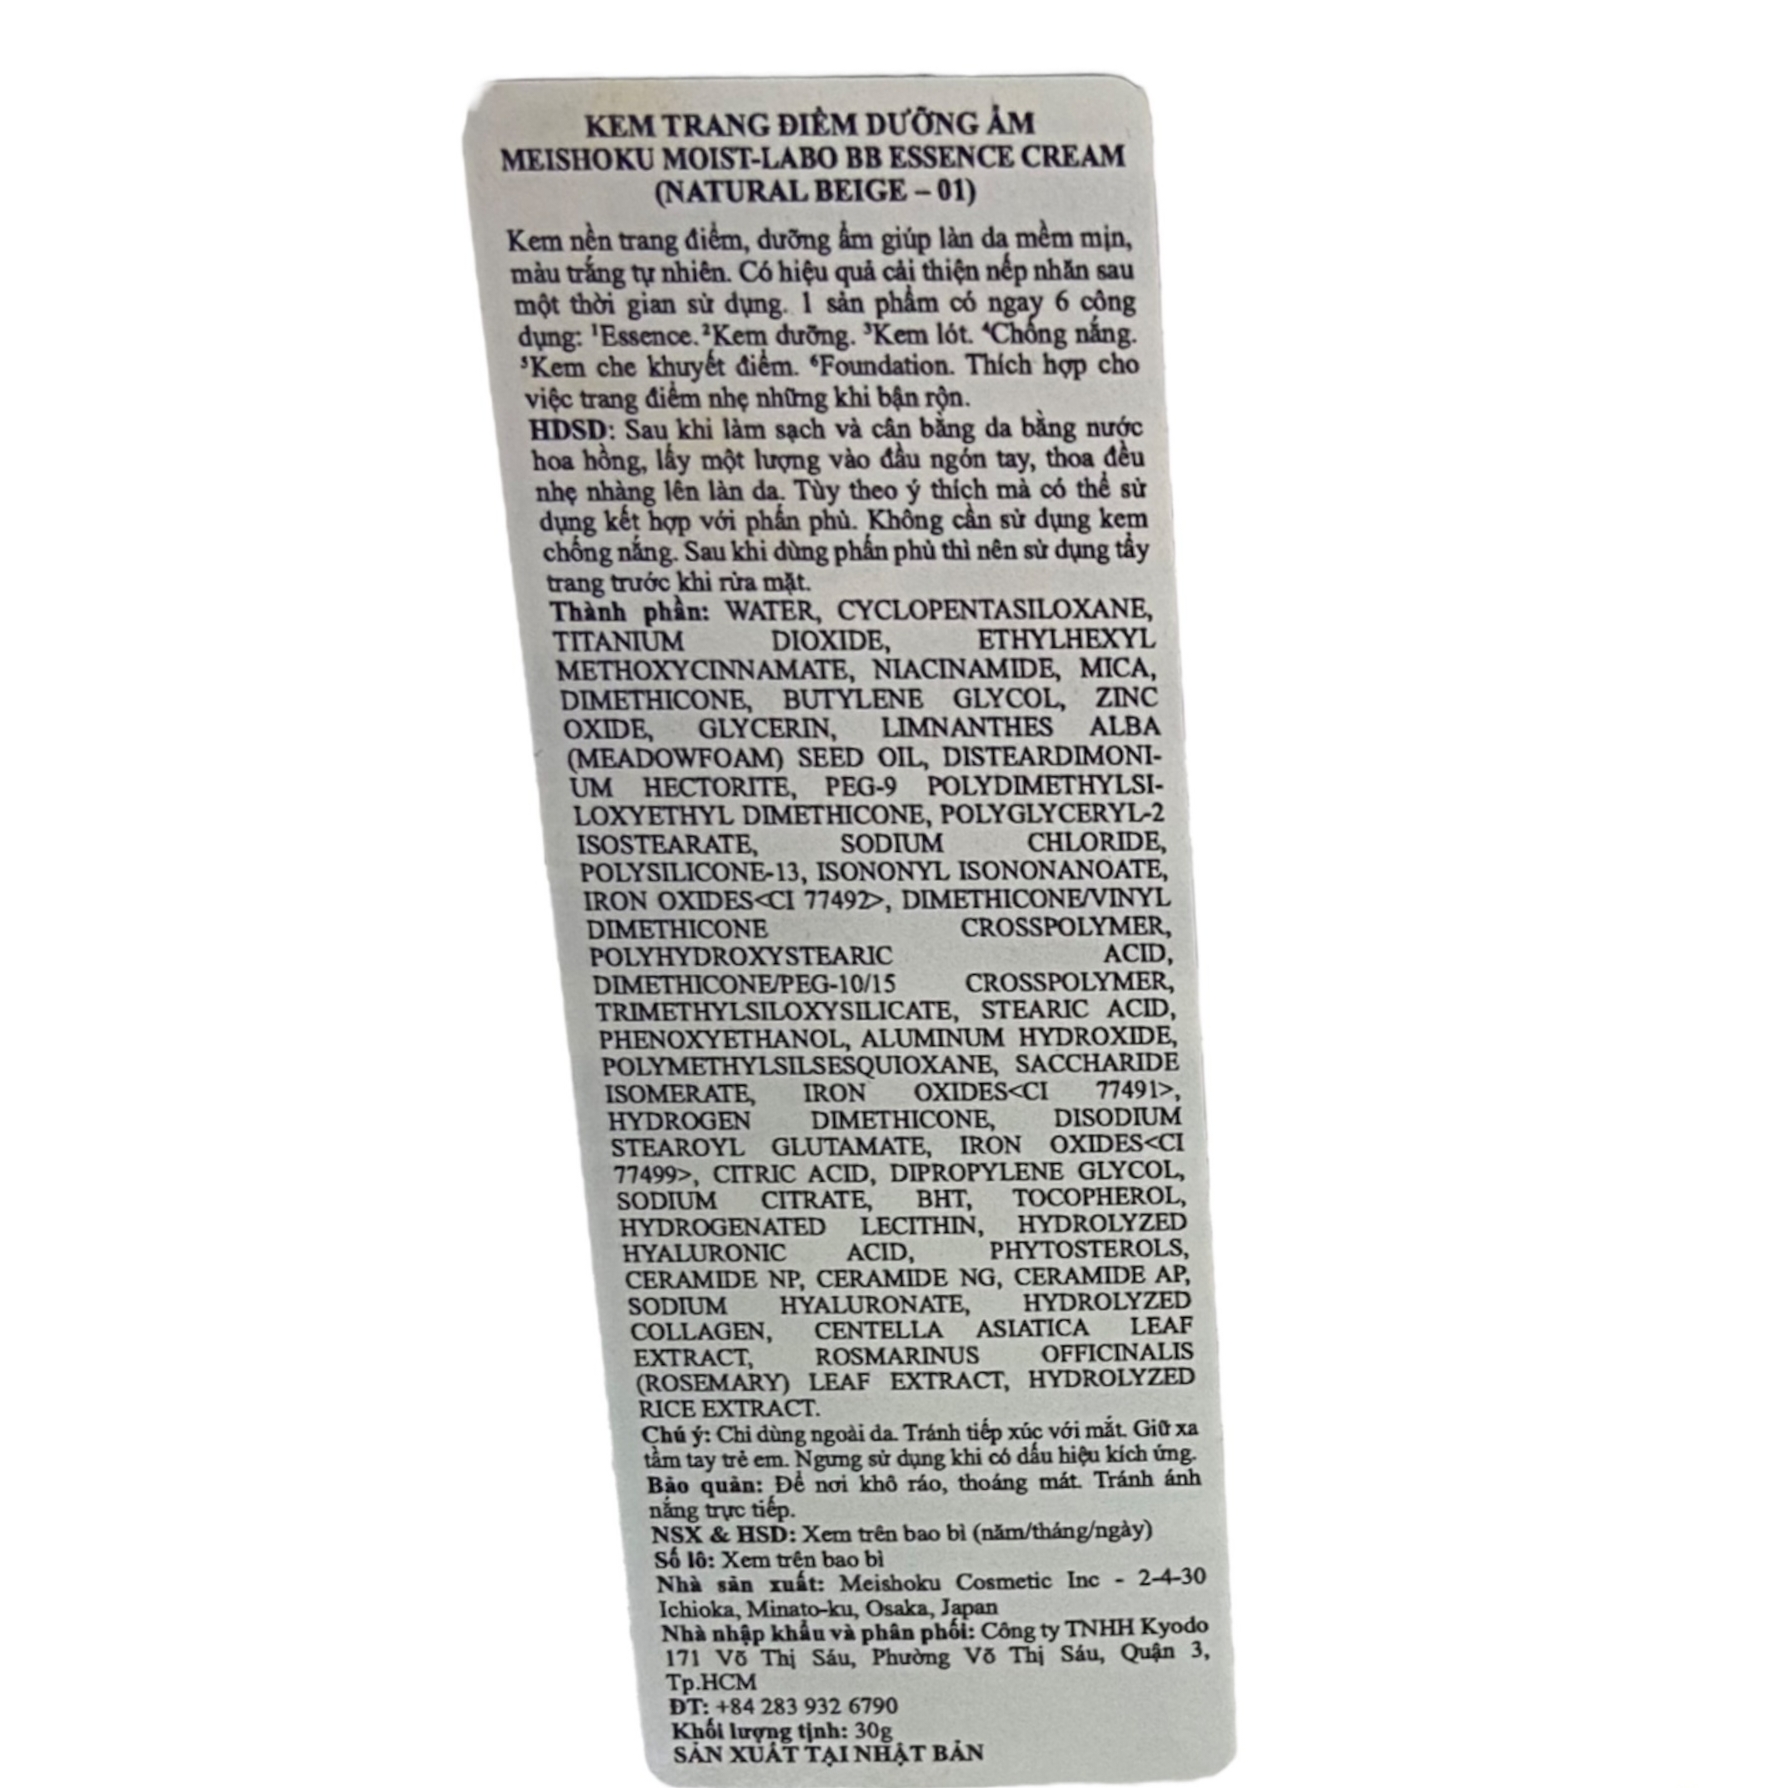 KEM TRANG ĐIỂM DƯỠNG ẨM
MEISHOKU MOIST-LABO BB ESSENCE CREAM
(NATURAL BEIGE – 01)
Kem nền trang điểm, dưỡng ẩm giúp làn da mềm mịn,
màu trắng tự nhiên. Có hiệu quả cải thiện nếp nhăn sau
một thời gian sử dụng. 1 sản phẩm có ngay 6 công
dụng: ¹Essence. ²Kem dưỡng. ³Kem lót. ⁴Chống nắng.
⁵Kem che khuyết điểm. ⁶Foundation. Thích hợp cho
việc trang điểm nhẹ những khi bận rộn.
HDSD: Sau khi làm sạch và cân bằng da bằng nước
hoa hồng, lấy một lượng vào đầu ngón tay, thoa đều
nhẹ nhàng lên làn da. Tùy theo ý thích mà có thể sử
dụng kết hợp với phấn phủ. Không cần sử dụng kem
chống nắng. Sau khi dùng phấn phủ thì nên sử dụng tẩy
trang trước khi rửa mặt.
Thành phần: WATER, CYCLOPENTASILOXANE,
TITANIUM DIOXIDE, ETHYLHEXYL
METHOXYCINNAMATE, NIACINAMIDE, MICA,
DIMETHICONE, BUTYLENE GLYCOL, ZINC
OXIDE, GLYCERIN, LIMNANTHES ALBA
(MEADOWFOAM) SEED OIL, DISTEARDIMONI-
UM HECTORITE, PEG-9 POLYDIMETHYLSI-
LOXYETHYL DIMETHICONE, POLYGLYCERYL-2
ISOSTEARATE, SODIUM CHLORIDE,
POLYSILICONE-13, ISONONYL ISONONANOATE,
IRON OXIDES<CI 77492>, DIMETHICONE/VINYL
DIMETHICONE CROSSPOLYMER,
POLYHYDROXYSTEARIC ACID,
DIMETHICONE/PEG-10/15 CROSSPOLYMER,
TRIMETHYLSILOXYSILICATE, STEARIC ACID,
PHENOXYETHANOL, ALUMINUM HYDROXIDE,
POLYMETHYLSILSESQUIOXANE, SACCHARIDE
ISOMERATE, IRON OXIDES<CI 77491>,
HYDROGEN DIMETHICONE, DISODIUM
STEAROYL GLUTAMATE, IRON OXIDES<CI
77499>, CITRIC ACID, DIPROPYLENE GLYCOL,
SODIUM CITRATE, BHT, TOCOPHEROL,
HYDROGENATED LECITHIN, HYDROLYZED
HYALURONIC ACID, PHYTOSTEROLS,
CERAMIDE NP, CERAMIDE NG, CERAMIDE AP,
SODIUM HYALURONATE, HYDROLYZED
COLLAGEN, CENTELLA ASIATICA LEAF
EXTRACT, ROSMARINUS OFFICINALIS
(ROSEMARY) LEAF EXTRACT, HYDROLYZED
RICE EXTRACT.
Chú ý: Chỉ dùng ngoài da. Tránh tiếp xúc với mắt. Giữ xa
tầm tay trẻ em. Ngưng sử dụng khi có dấu hiệu kích ứng.
Bảo quản: Để nơi khô ráo, thoáng mát. Tránh ánh
nắng trực tiếp.
NSX & HSD: Xem trên bao bì (năm/tháng/ngày)
Số lô: Xem trên bao bì
Nhà sản xuất: Meishoku Cosmetic Inc - 2-4-30
Ichioka, Minato-ku, Osaka, Japan
Nhà nhập khẩu và phân phối: Công ty TNHH Kyodo
171 Võ Thị Sáu, Phường Võ Thị Sáu, Quận 3,
Tp.HCM
ĐT: +84 283 932 6790
Khối lượng tịnh: 30g
SẢN XUẤT TẠI NHẬT BẢN